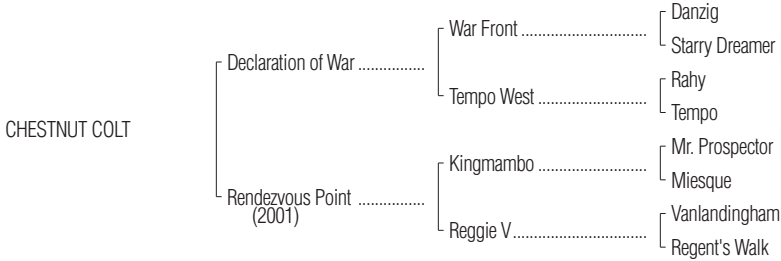 Danzig
War Front ..............................
Starry Dreamer
Declaration of War ................
Rahy
Tempo West ..........................
Tempo
CHESTNUT COLT
Mr. Prospector
Kingmambo ...........................
Miesque
Rendezvous Point ................
(2001)
Vanlandingham
Reggie V................................
Regent's Walk